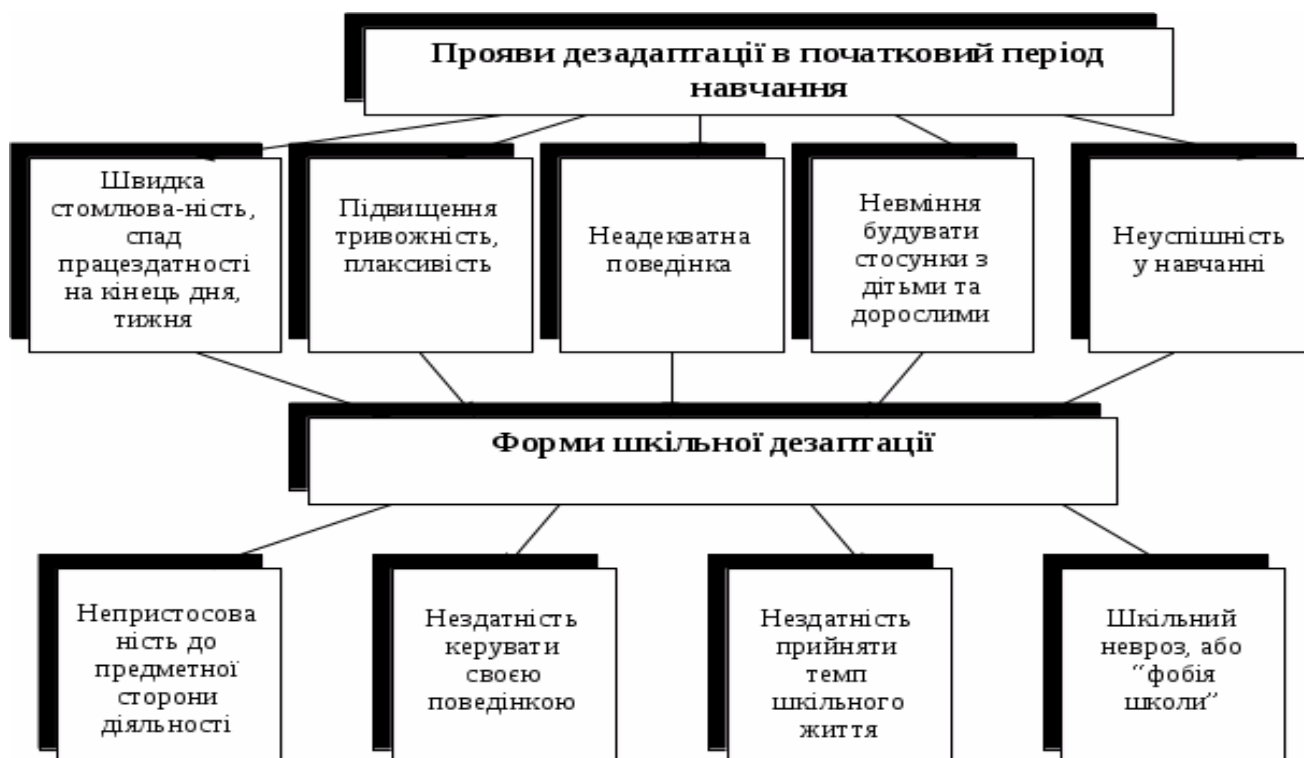 Прояви дезадаптації в початковий період
навчання
Швидка
стомлюва-ність,
спад
працездатності
на кінець дня,
тижня
Підвищення
тривожність,
плаксивість
Неадекватна
поведінка
Невміння
будувати
стосунки з
дітьми та
дорослими
Неуспішність
у навчанні
Форми шкільної дезаптації
Непристосова
ність до
предметної
сторони
діяльності
Нездатність
керувати
своєю
поведінкою
Нездатність
прийняти
темп
шкільного
життя
Шкільний
невроз, або
“фобія
школи”